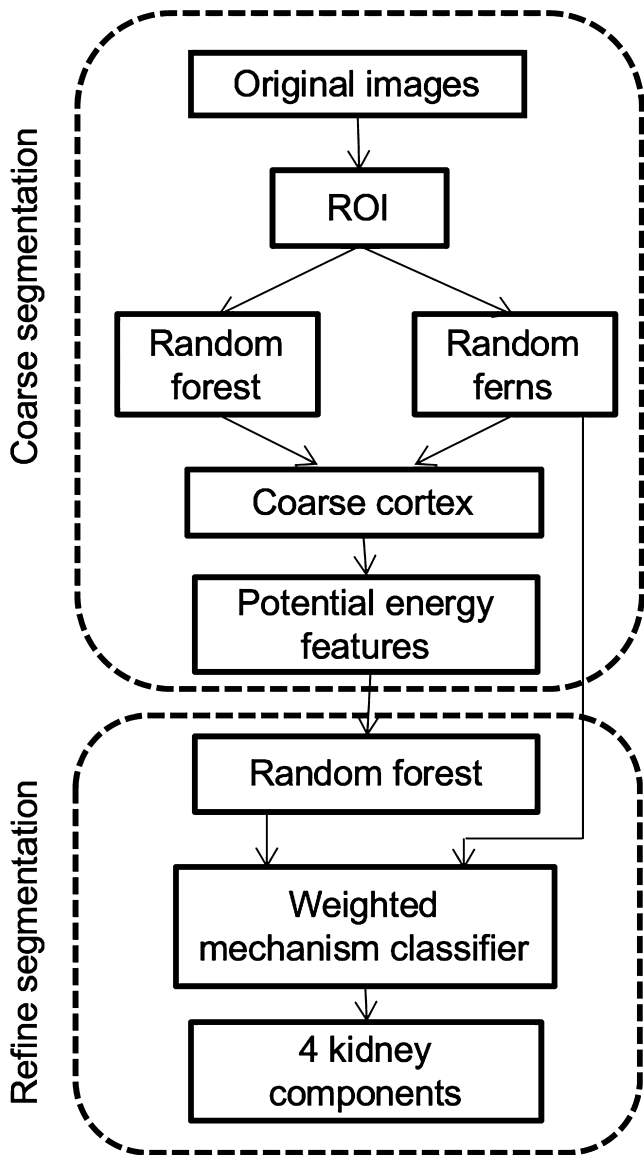 Coarse segmentation
Original images
ROI
Random
forest
Random
ferns
Coarse cortex
Potential energy
features
Refine segmentation
Random forest
Weighted
mechanism classifier
4 kidney
components